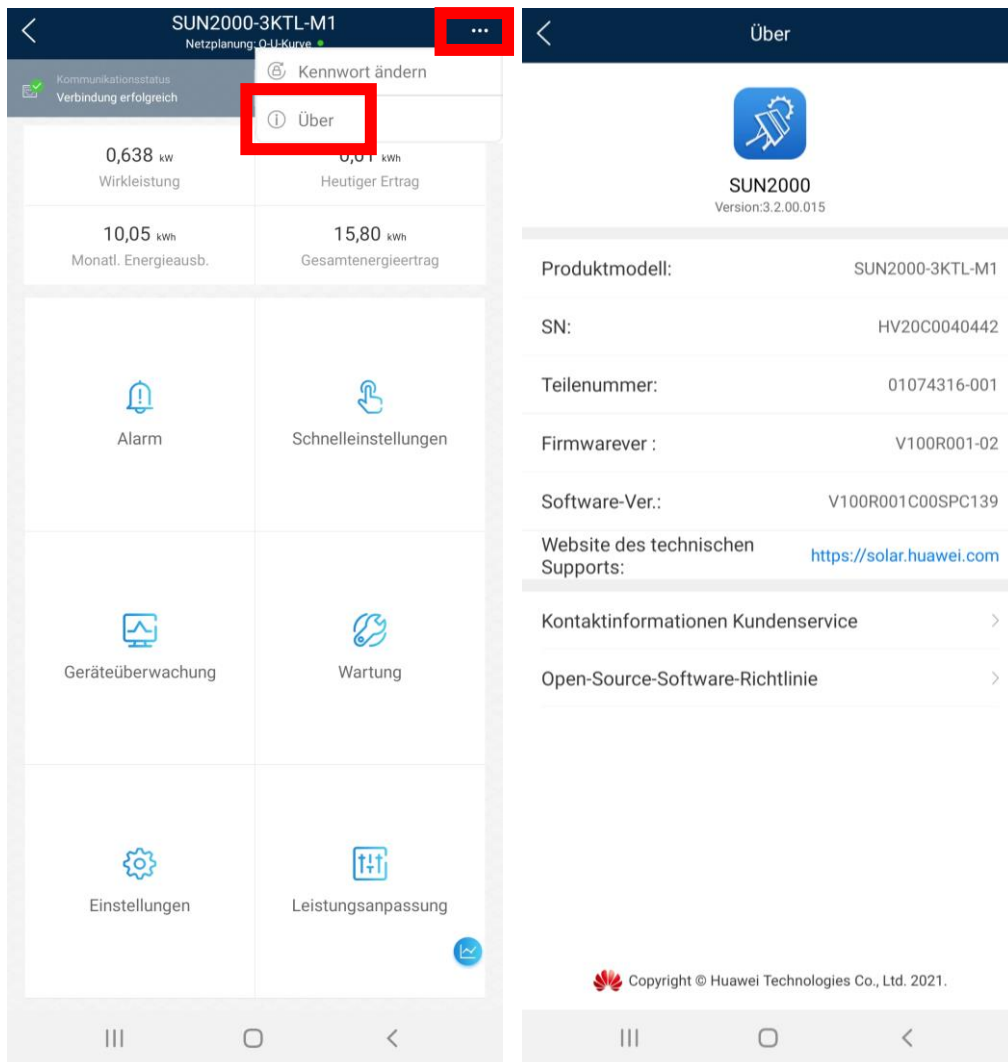 SUN2000-3KTL-M1
Netzplanung: Q-U-Kurve
Kommunikationsstatus
Verbindung erfolgreich
Kennwort ändern
Über
0,638 kW
Wirkleistung
0,01 kWh
Heutiger Ertrag
10,05 kWh
Monatl. Energieausb.
15,80 kWh
Gesamtenergieertrag
Alarm
Schnelleinstellungen
Geräteüberwachung
Wartung
Einstellungen
Leistungsanpassung
Über
SUN2000
Version:3.2.00.015
Produktmodell: SUN2000-3KTL-M1
SN: HV20C0040442
Teilenummer: 01074316-001
Firmwarever : V100R001-02
Software-Ver.: V100R001C00SPC139
Website des technischen
Supports: https://solar.huawei.com
Kontaktinformationen Kundenservice
Open-Source-Software-Richtlinie
Copyright © Huawei Technologies Co., Ltd. 2021.